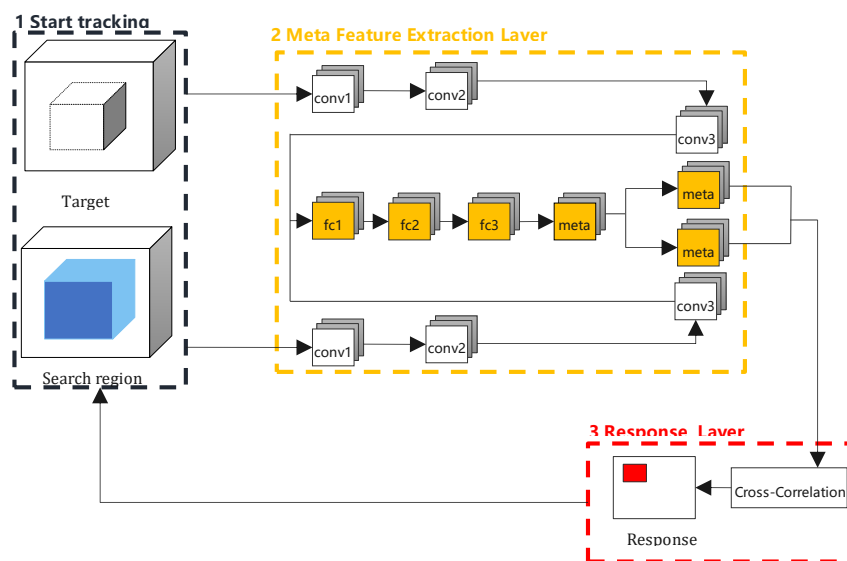 1 Start tracking
Target
Search region
2 Meta Feature Extraction Layer
conv1
conv2
conv3
fc1
fc2
fc3
meta
meta
meta
conv3
conv1
conv2
3 Response Layer
Cross-Correlation
Response